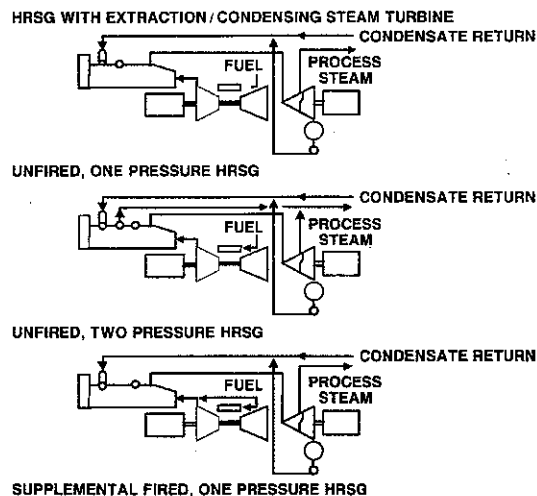 HRSG WITH EXTRACTION/CONDENSING STEAM TURBINE
CONDENSATE RETURN
FUEL
PROCESS
STEAM
UNFIRED, ONE PRESSURE HRSG
CONDENSATE RETURN
FUEL
PROCESS
STEAM
UNFIRED, TWO PRESSURE HRSG
CONDENSATE RETURN
FUEL
PROCESS
STEAM
SUPPLEMENTAL FIRED, ONE PRESSURE HRSG